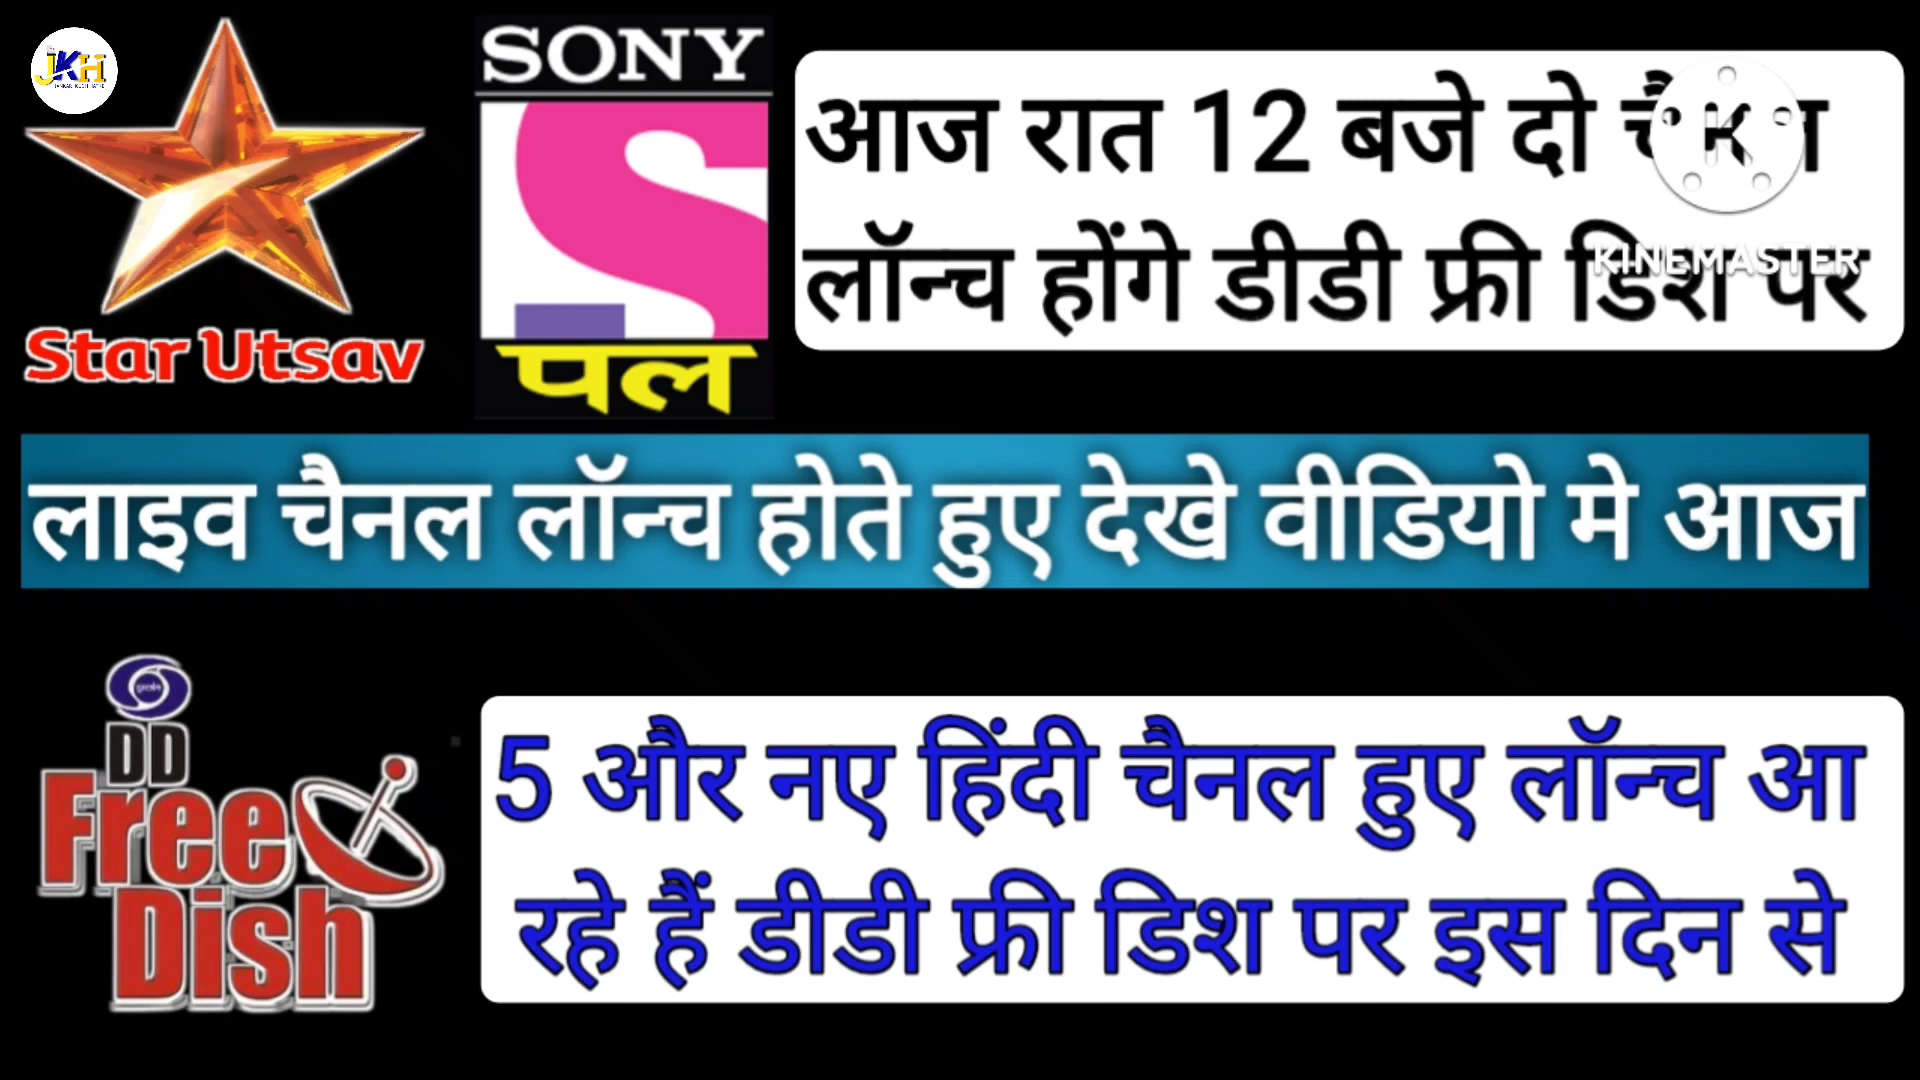 JKH
Star Utsav
SONY
पल
आज रात 12 बजे दो चैनल
लॉन्च होंगे डीडी फ्री डिश पर
KINEMASTER
लाइव चैनल लॉन्च होते हुए देखे वीडियो मे आज
DD
Free
Dish
5 और नए हिंदी चैनल हुए लॉन्च आ
रहे हैं डीडी फ्री डिश पर इस दिन से